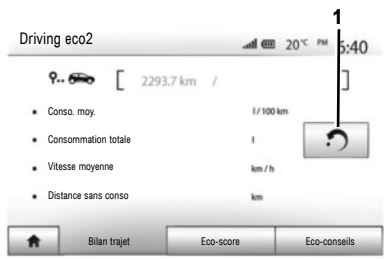 1
Driving eco2 20°C PM 5:40
2293.7 km /
Conso. moy. l / 100 km
Consommation totale l
Vitesse moyenne km / h
Distance sans conso km
Bilan trajet Eco-score Eco-conseils